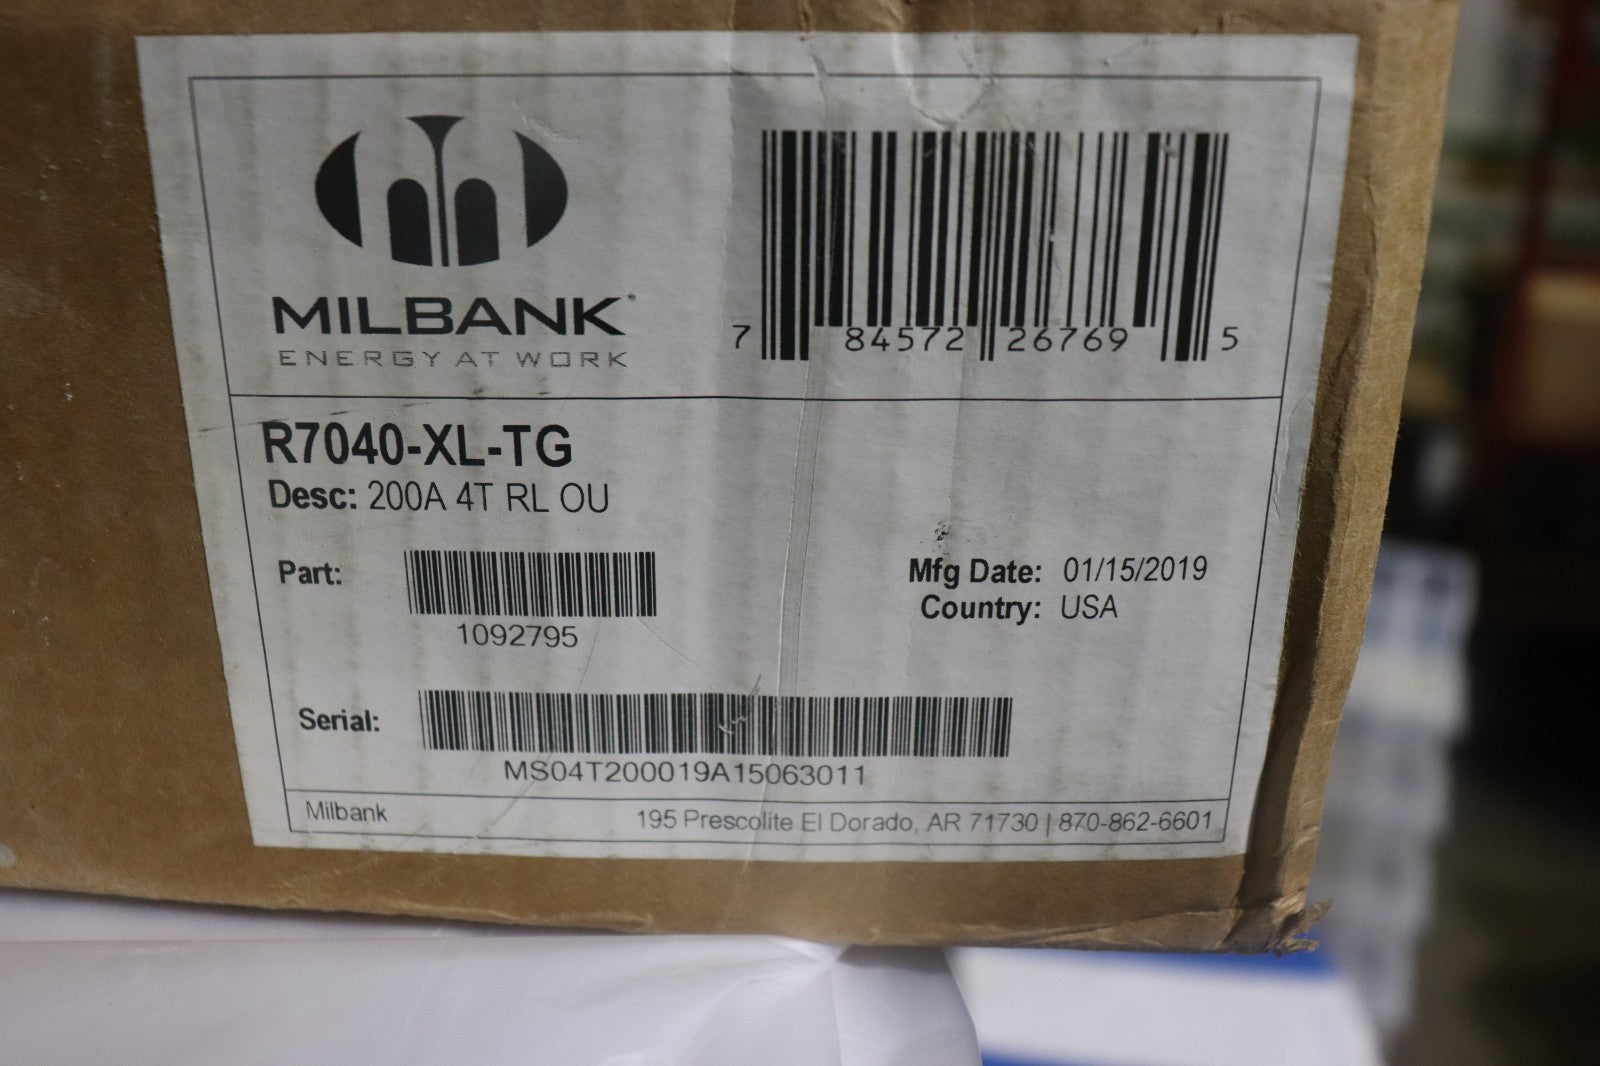 MILBANK®
ENERGY AT WORK
7 84572 26769 5
R7040-XL-TG
Desc: 200A 4T RL OU
Part:
1092795
Mfg Date: 01/15/2019
Country: USA
Serial:
MS04T200019A15063011
Milbank
195 Prescolite El Dorado, AR 71730 | 870-862-6601